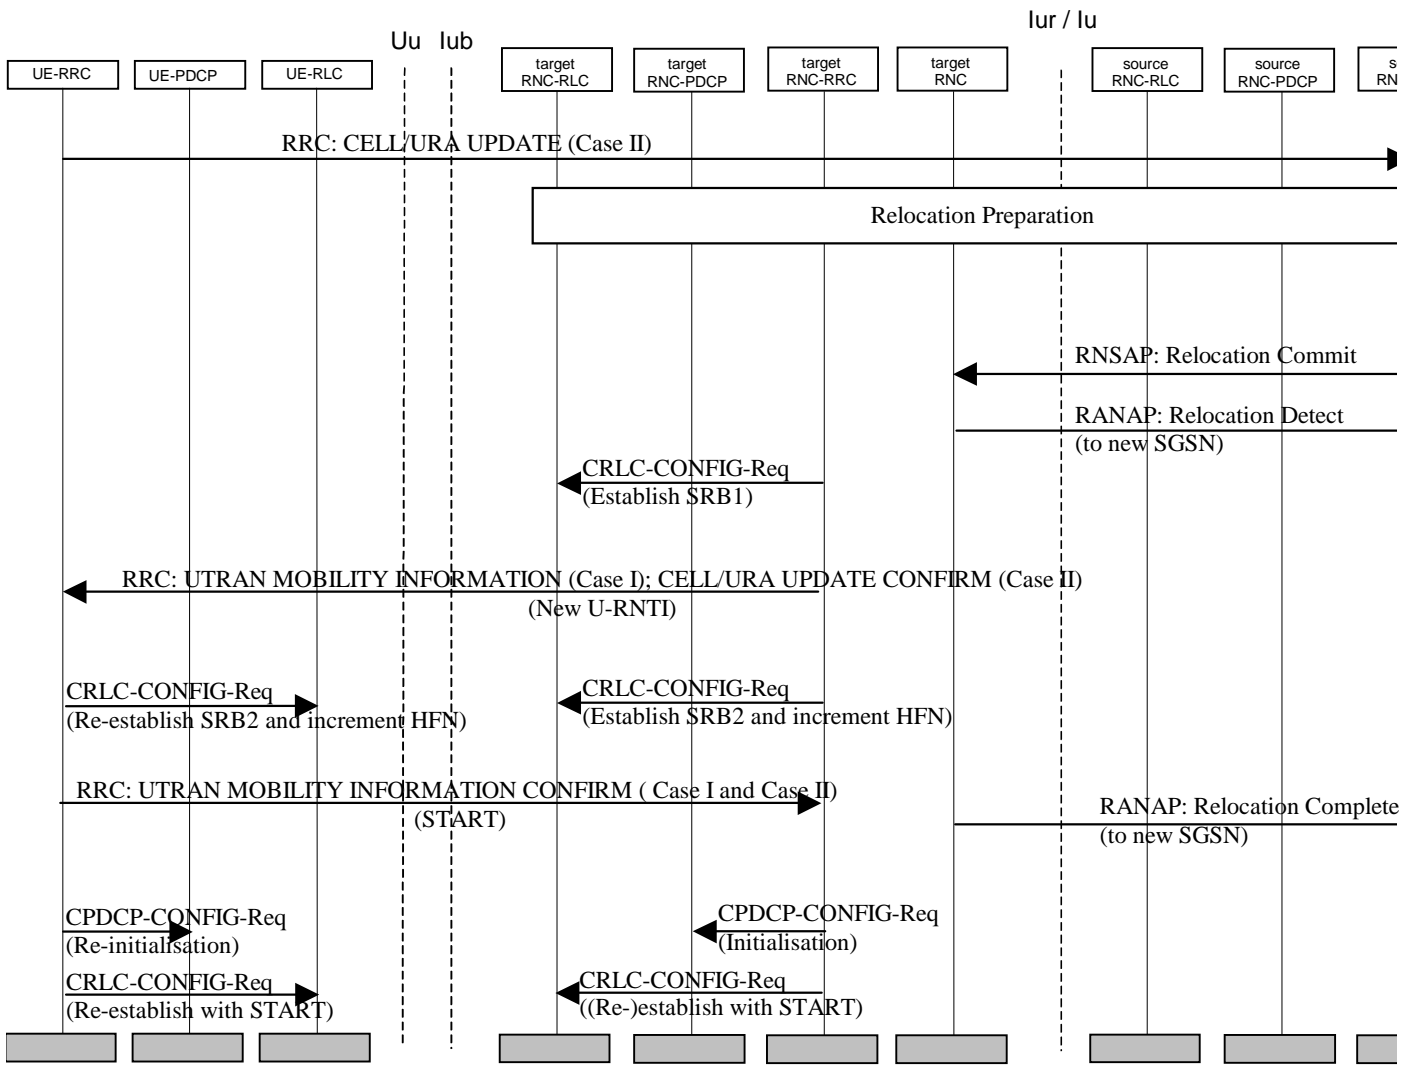 Iur / Iu
Uu Iub
UE-RRC
UE-PDCP
UE-RLC
target
RNC-RLC
target
RNC-PDCP
target
RNC-RRC
target
RNC
source
RNC-RLC
source
RNC-PDCP
RRC: CELL/URA UPDATE (Case II)
Relocation Preparation
RNSAP: Relocation Commit
RANAP: Relocation Detect
(to new SGSN)
CRLC-CONFIG-Req
(Establish SRB1)
RRC: UTRAN MOBILITY INFORMATION (Case I); CELL/URA UPDATE CONFIRM (Case II)
(New U-RNTI)
CRLC-CONFIG-Req
(Re-establish SRB2 and increment HFN)
CRLC-CONFIG-Req
(Establish SRB2 and increment HFN)
RRC: UTRAN MOBILITY INFORMATION CONFIRM ( Case I and Case II)
(START)
RANAP: Relocation Complete
(to new SGSN)
CPDCP-CONFIG-Req
(Re-initialisation)
CPDCP-CONFIG-Req
(Initialisation)
CRLC-CONFIG-Req
(Re-establish with START)
CRLC-CONFIG-Req
((Re-)establish with START)